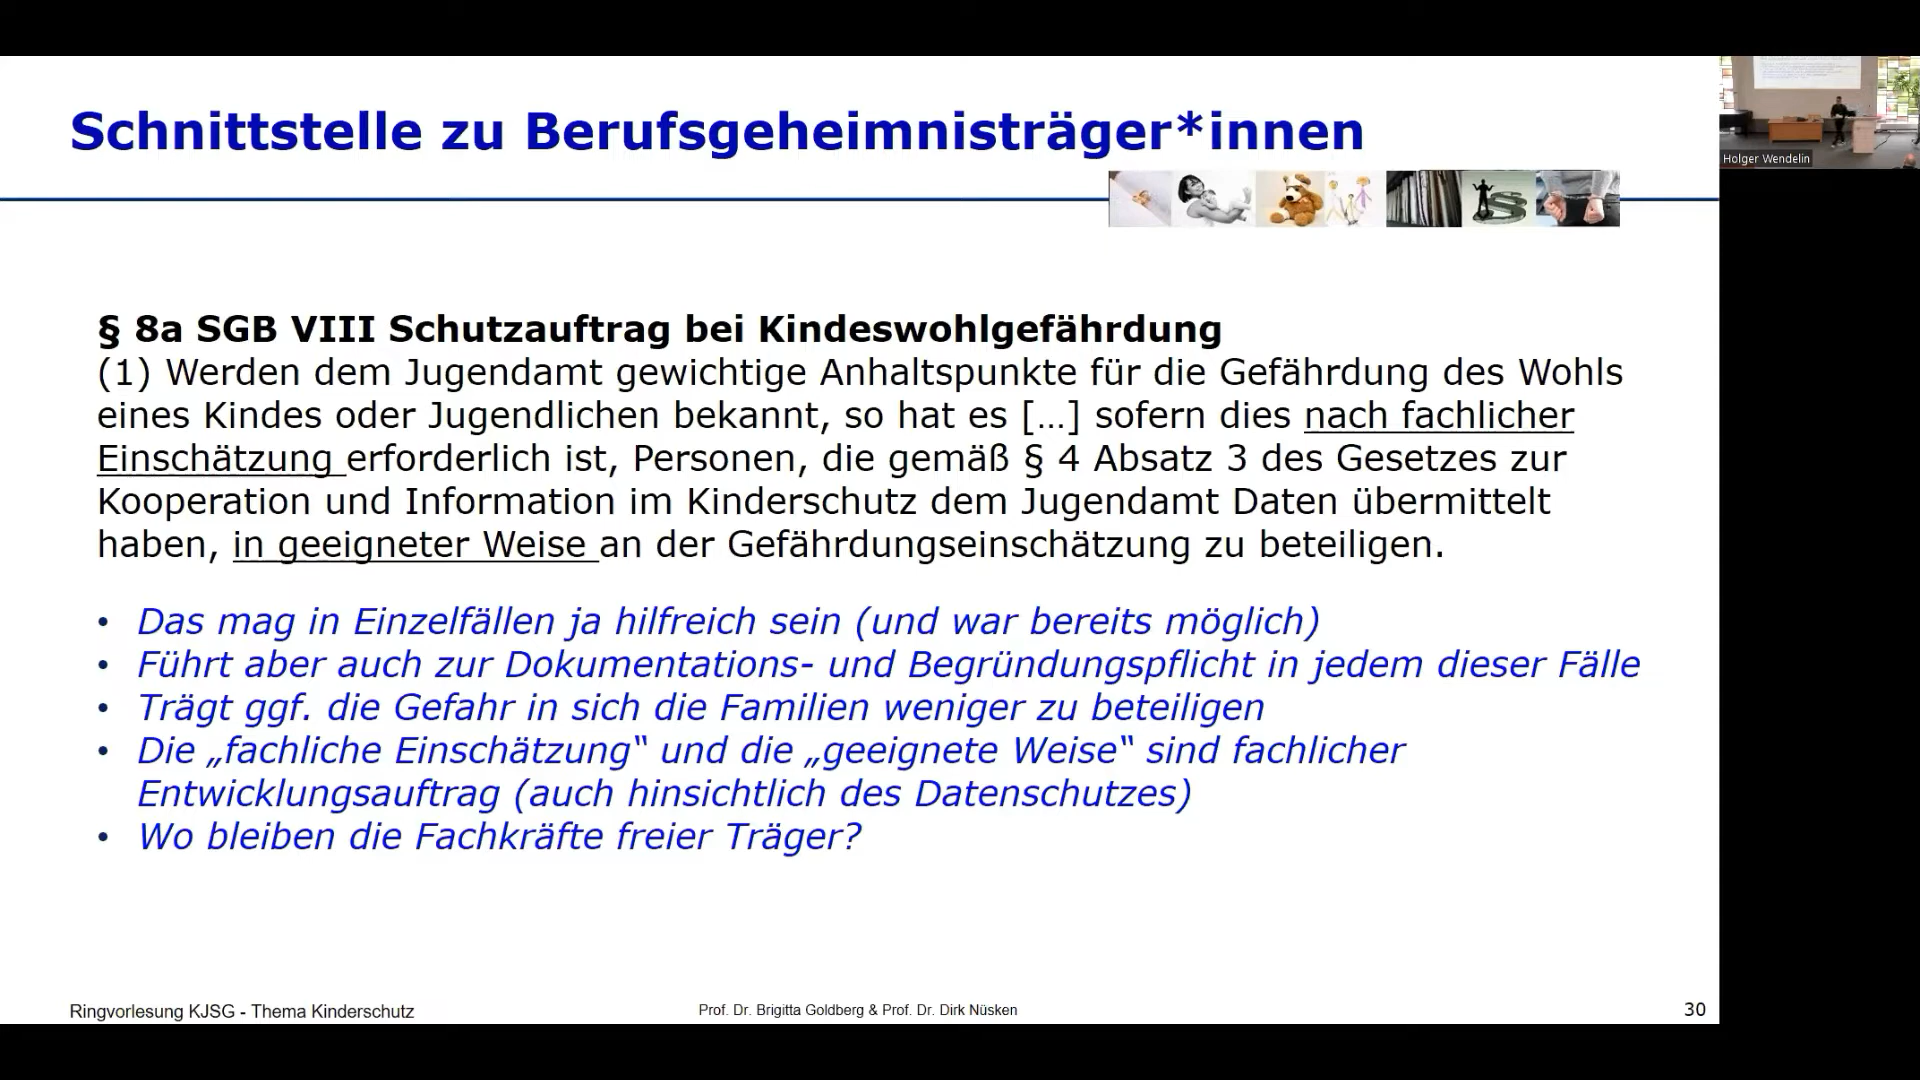 Schnittstelle zu Berufsgeheimnisträger*innen
Holger Wendelin
§ 8a SGB VIII Schutzauftrag bei Kindeswohlgefährdung
(1) Werden dem Jugendamt gewichtige Anhaltspunkte für die Gefährdung des Wohls
eines Kindes oder Jugendlichen bekannt, so hat es [...] sofern dies nach fachlicher
Einschätzung erforderlich ist, Personen, die gemäß § 4 Absatz 3 des Gesetzes zur
Kooperation und Information im Kinderschutz dem Jugendamt Daten übermittelt
haben, in geeigneter Weise an der Gefährdungseinschätzung zu beteiligen.
• Das mag in Einzelfällen ja hilfreich sein (und war bereits möglich)
• Führt aber auch zur Dokumentations- und Begründungspflicht in jedem dieser Fälle
• Trägt ggf. die Gefahr in sich die Familien weniger zu beteiligen
• Die „fachliche Einschätzung“ und die „geeignete Weise“ sind fachlicher
Entwicklungsauftrag (auch hinsichtlich des Datenschutzes)
• Wo bleiben die Fachkräfte freier Träger?
Ringvorlesung KJSG - Thema Kinderschutz
Prof. Dr. Brigitta Goldberg & Prof. Dr. Dirk Nüsken
30